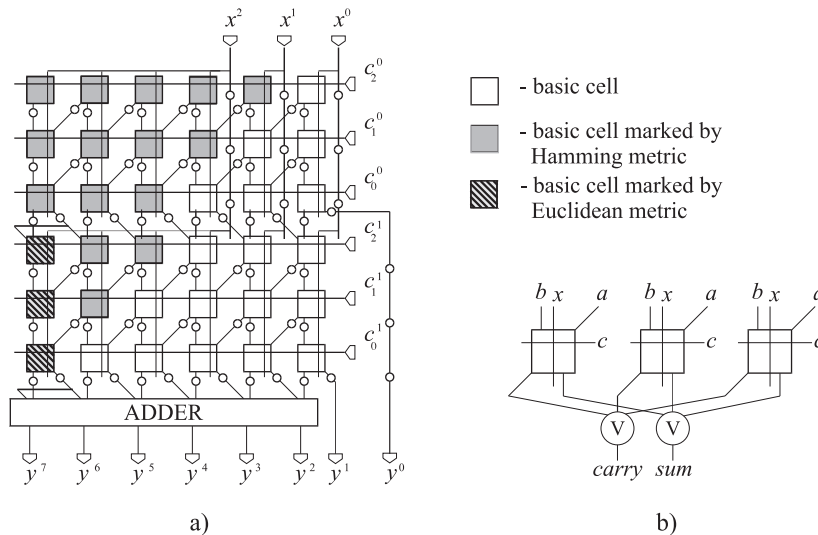 x² x¹ x⁰
c₂⁰
c₁⁰
c₀⁰
c₂¹
c₁¹
c₀¹
ADDER
y⁷ y⁶ y⁵ y⁴ y³ y² y¹ y⁰
a)
- basic cell
- basic cell marked by
Hamming metric
- basic cell marked by
Euclidean metric
b x a b x a b x a
c c c
V V
carry sum
b)